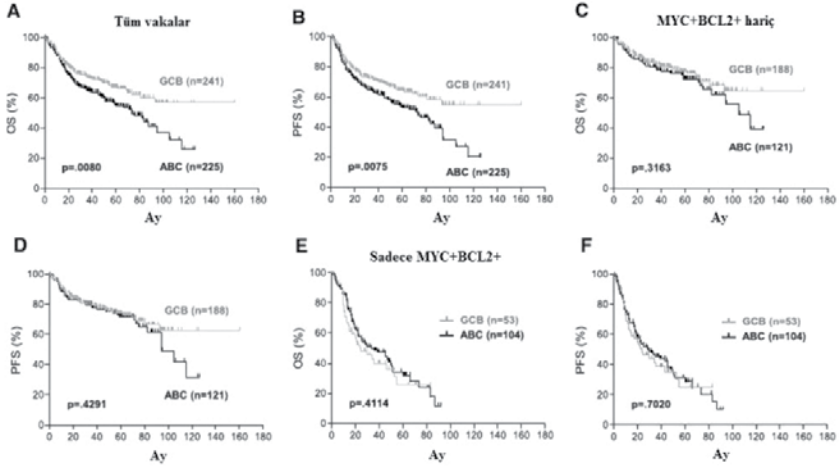 A
Tüm vakalar
OS (%)
100
80
60
40
20
0
GCB (n=241)
ABC (n=225)
p=.0080
0 20 40 60 80 100 120 140 160 180
Ay
B
PFS (%)
100
80
60
40
20
0
GCB (n=241)
ABC (n=225)
p=.0075
0 20 40 60 80 100 120 140 160 180
Ay
C
MYC+BCL2+ hariç
OS (%)
100
80
60
40
20
0
GCB (n=188)
ABC (n=121)
p=.3163
0 20 40 60 80 100 120 140 160 180
Ay
D
PFS (%)
100
80
60
40
20
0
GCB (n=188)
ABC (n=121)
p=.4291
0 20 40 60 80 100 120 140 160 180
Ay
E
Sadece MYC+BCL2+
OS (%)
100
80
60
40
20
0
GCB (n=53)
ABC (n=104)
p=.4114
0 20 40 60 80 100 120 140 160 180
Ay
F
PFS (%)
100
80
60
40
20
0
GCB (n=53)
ABC (n=104)
p=.7020
0 20 40 60 80 100 120 140 160 180
Ay